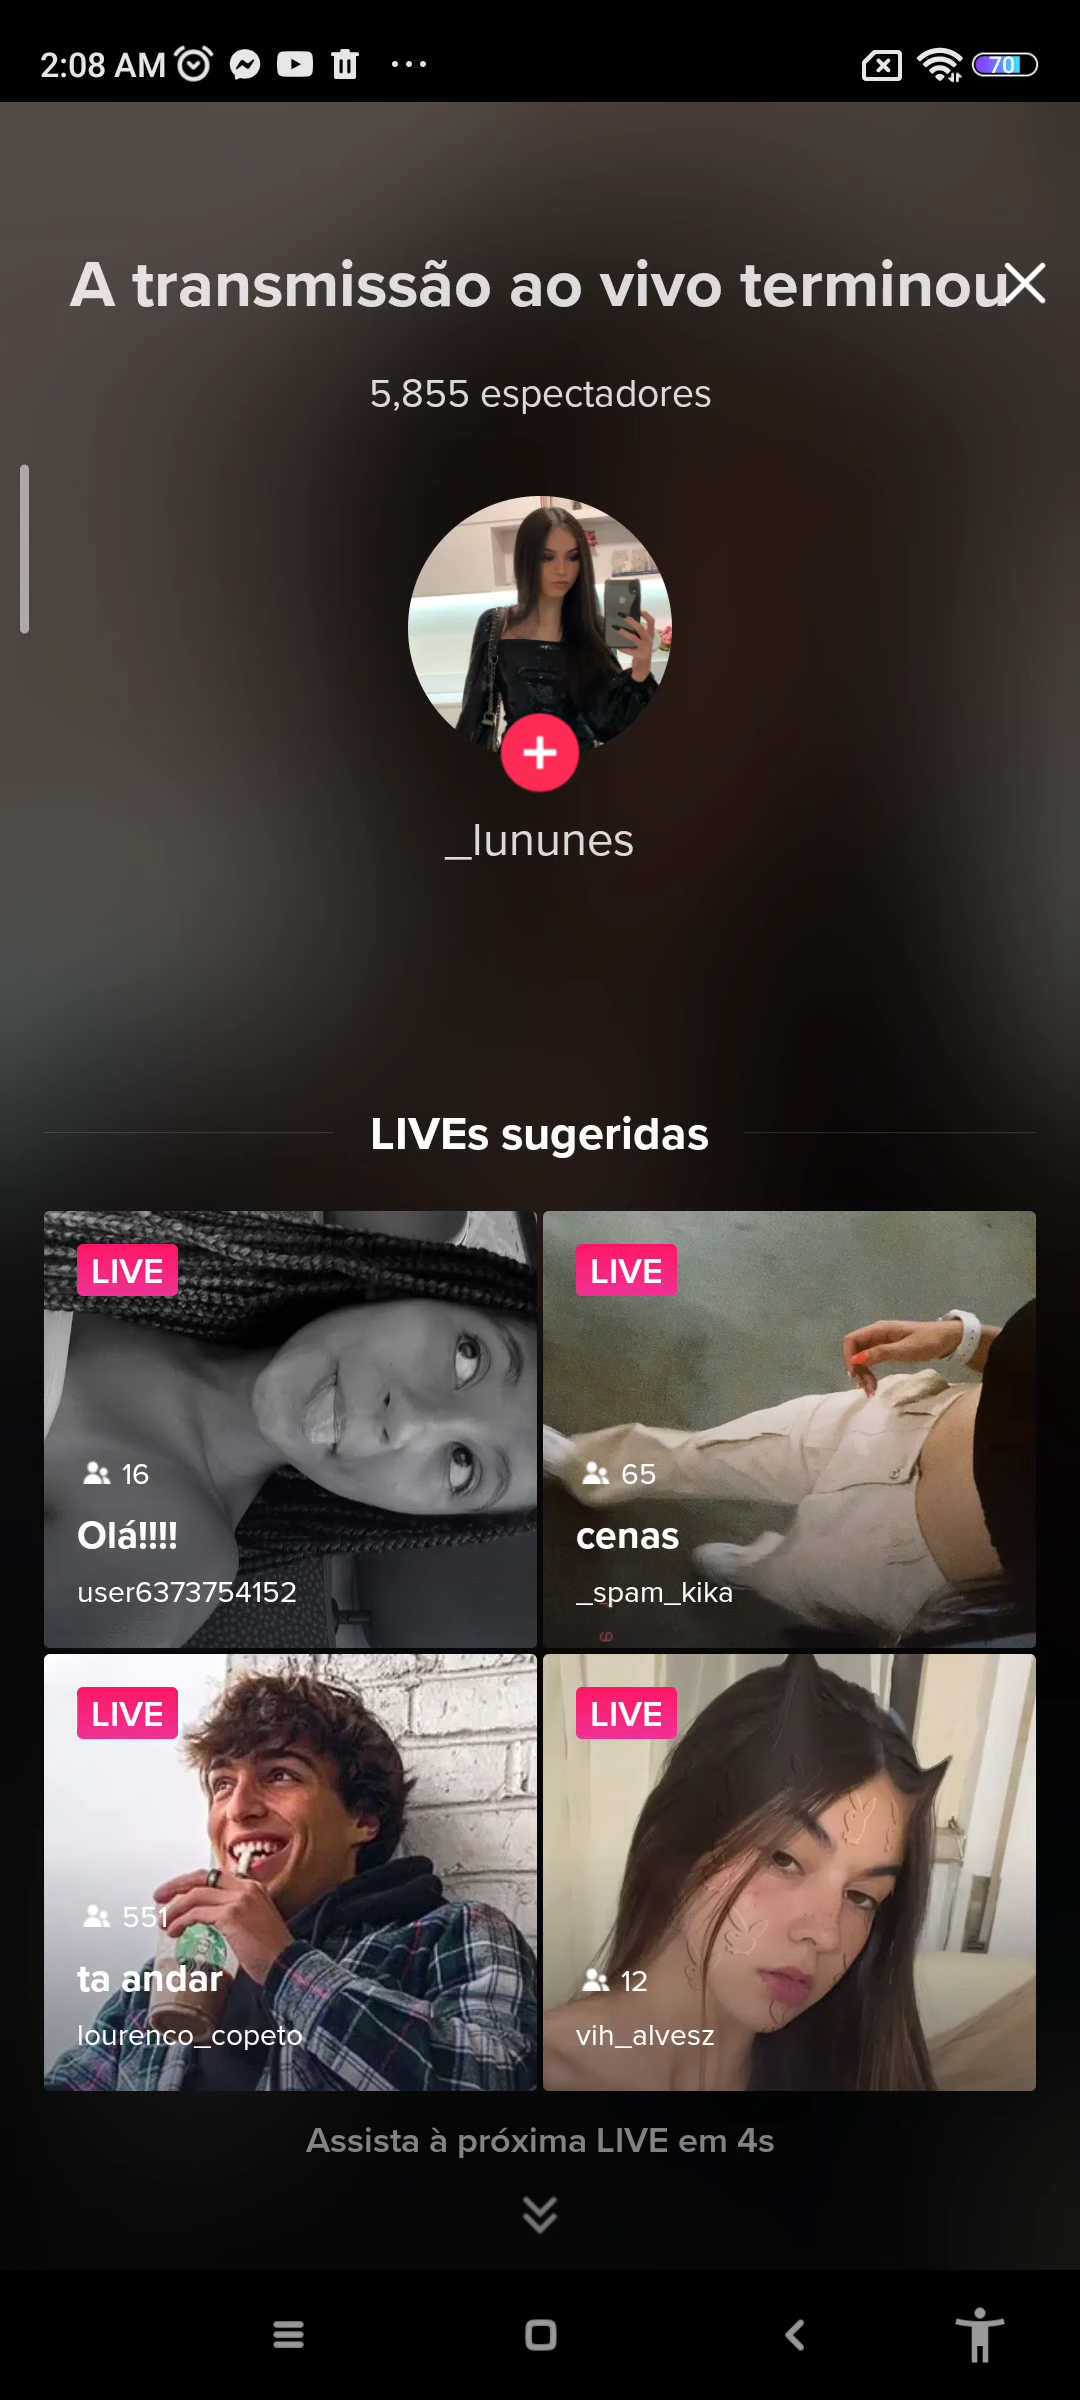 2:08 AM
70
A transmissão ao vivo terminou
5,855 espectadores
_lununes
LIVEs sugeridas
LIVE
16
Olá!!!!
user6373754152
LIVE
65
cenas
_spam_kika
LIVE
551
ta andar
lourenco_copeto
LIVE
12
vih_alvesz
Assista à próxima LIVE em 4s